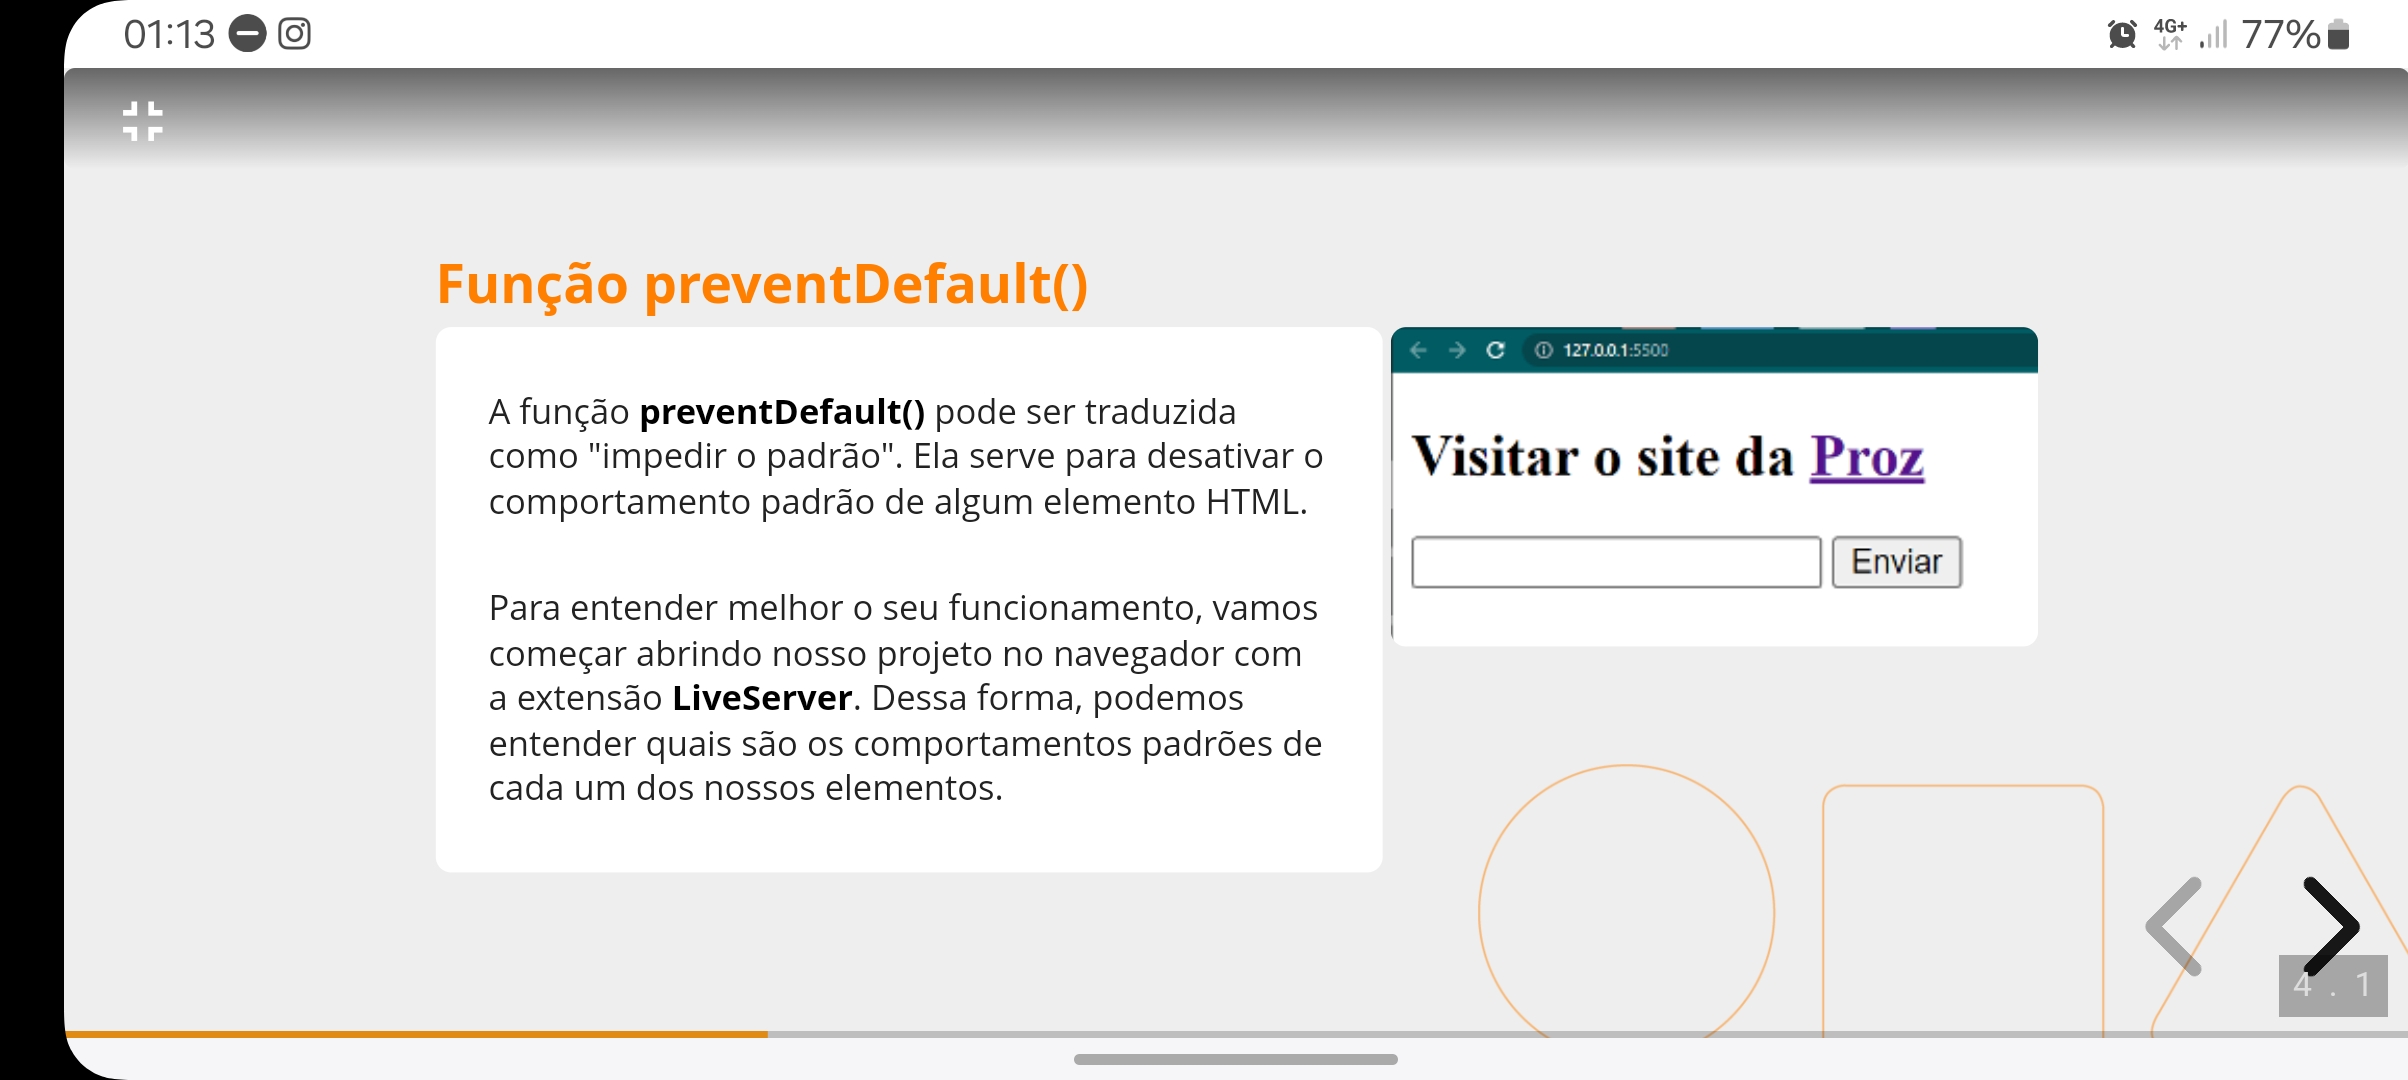 01:13
4G+
77%
Função preventDefault()
A função preventDefault() pode ser traduzida
como "impedir o padrão". Ela serve para desativar o
comportamento padrão de algum elemento HTML.
Para entender melhor o seu funcionamento, vamos
começar abrindo nosso projeto no navegador com
a extensão LiveServer. Dessa forma, podemos
entender quais são os comportamentos padrões de
cada um dos nossos elementos.
127.0.0.1:5500
Visitar o site da Proz
Enviar
4 . 1